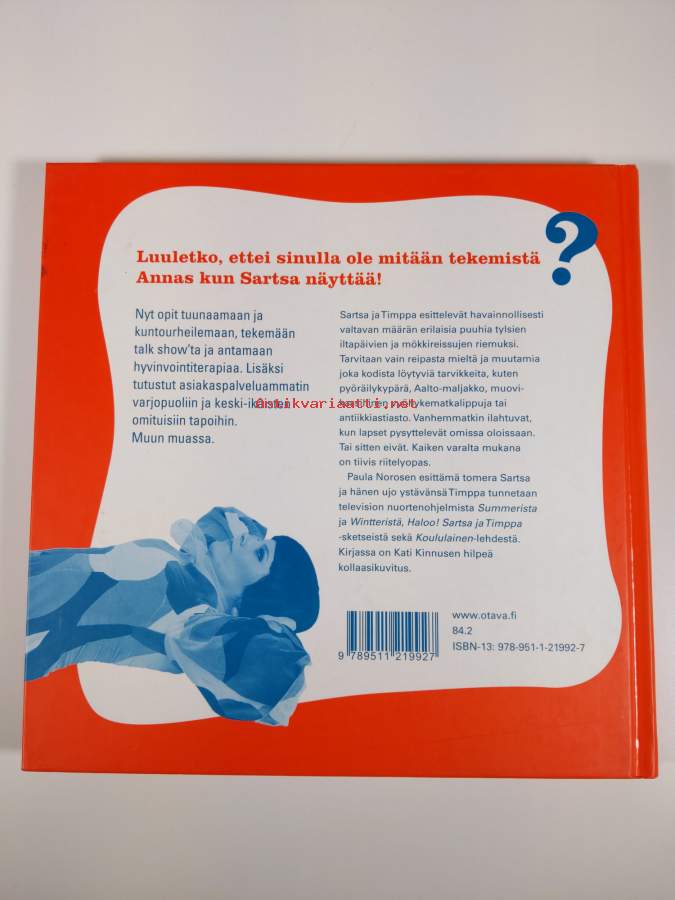 Luuletko, ettei sinulla ole mitään tekemistä
?
Annas kun Sartsa näyttää!
Nyt opit tuunaamaan ja
kuntourheilemaan, tekemään
talk show'ta ja antamaan
hyvinvointiterapiaa. Lisäksi
tutustut asiakaspalveluammatin
varjopuoliin ja keski-ikäisten
omituisiin tapoihin.
Muun muassa.
Sartsa ja Timppa esittelevät havainnollisesti
valtavan määrän erilaisia puuhia tylsien
iltapäivien ja mökkireissujen riemuksi.
Tarvitaan vain reipasta mieltä ja muutamia
joka kodista löytyviä tarvikkeita, kuten
pyöräilykypärä, Aalto-maljakko, muovi-
matkalippuja tai
antiikkiastiasto. Vanhemmatkin ilahtuvat,
kun lapset pysyttelevät omissa oloissaan.
Tai sitten eivät. Kaiken varalta mukana
on tiivis riitelyopas.
Paula Norosen esittämä tomera Sartsa
ja hänen ujo ystävänsä Timppa tunnetaan
television nuortenohjelmista Summerista
ja Wintteristä, Haloo! Sartsa ja Timppa
-sketseistä sekä Koululainen-lehdestä.
Kirjassa on Kati Kinnusen hilpeä
kollaasikuvitus.
Antikvariaatti.net
www.otava.fi
84.2
ISBN-13: 978-951-1-21992-7
9 789511 219927